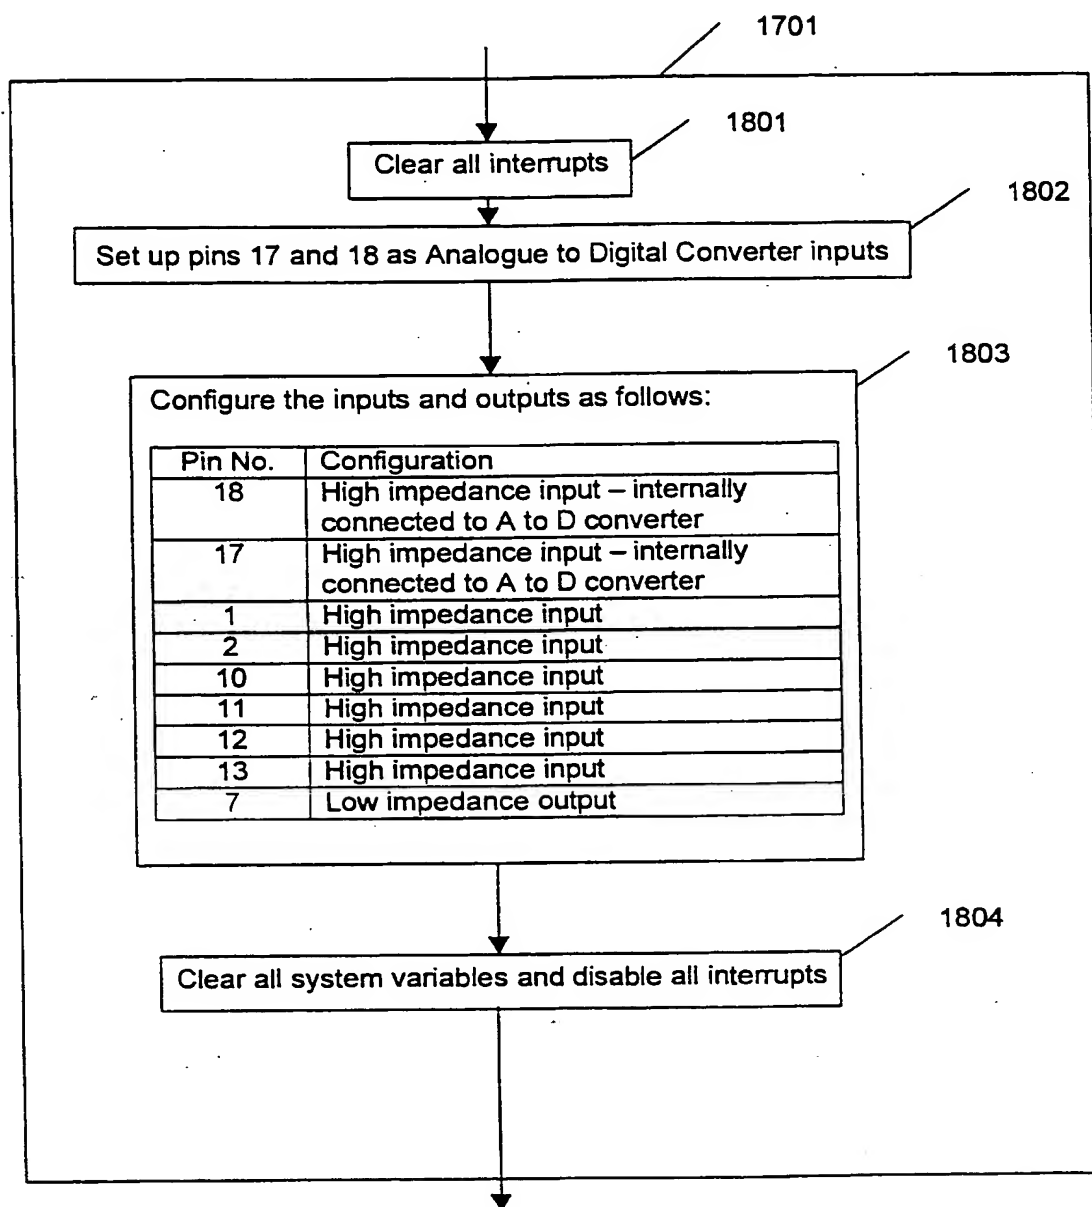 1701
1801
Clear all interrupts
1802
Set up pins 17 and 18 as Analogue to Digital Converter inputs
1803
Configure the inputs and outputs as follows:
Pin No. Configuration
18 High impedance input – internally
connected to A to D converter
17 High impedance input – internally
connected to A to D converter
1 High impedance input
2 High impedance input
10 High impedance input
11 High impedance input
12 High impedance input
13 High impedance input
7 Low impedance output
1804
Clear all system variables and disable all interrupts